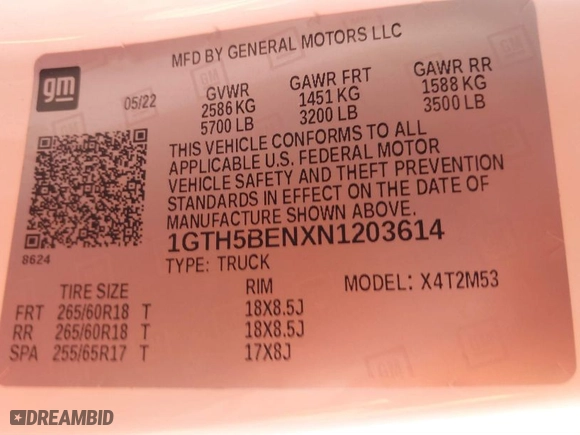 gm
MFD BY GENERAL MOTORS LLC
05/22
GVWR
2586 KG
5700 LB
GAWR FRT
1451 KG
3200 LB
GAWR RR
1588 KG
3500 LB
THIS VEHICLE CONFORMS TO ALL
APPLICABLE U.S. FEDERAL MOTOR
VEHICLE SAFETY AND THEFT PREVENTION
STANDARDS IN EFFECT ON THE DATE OF
MANUFACTURE SHOWN ABOVE.
8624
1GTH5BENXN1203614
TYPE: TRUCK
MODEL: X4T2M53
TIRE SIZE RIM
FRT 265/60R18 T 18X8.5J
RR 265/60R18 T 18X8.5J
SPA 255/65R17 T 17X8J
DREAMBID